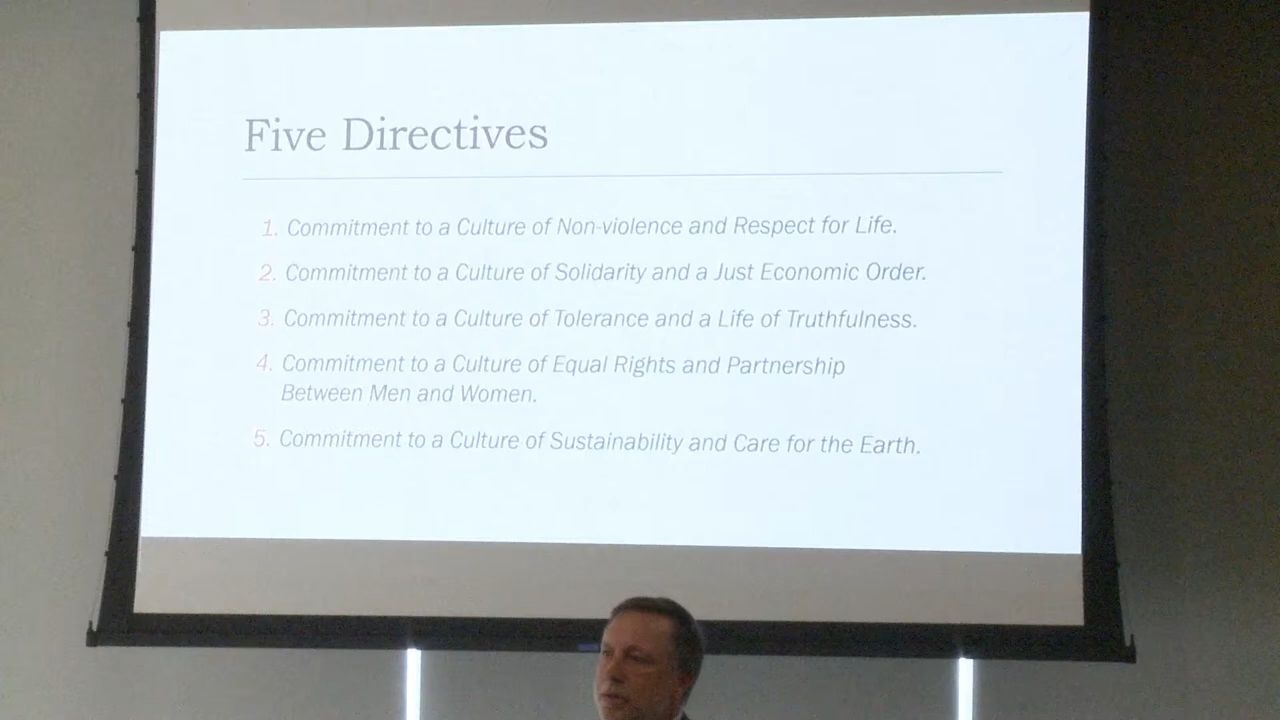 Five Directives
1. Commitment to a Culture of Non-violence and Respect for Life.
2. Commitment to a Culture of Solidarity and a Just Economic Order.
3. Commitment to a Culture of Tolerance and a Life of Truthfulness.
4. Commitment to a Culture of Equal Rights and Partnership
Between Men and Women.
5. Commitment to a Culture of Sustainability and Care for the Earth.